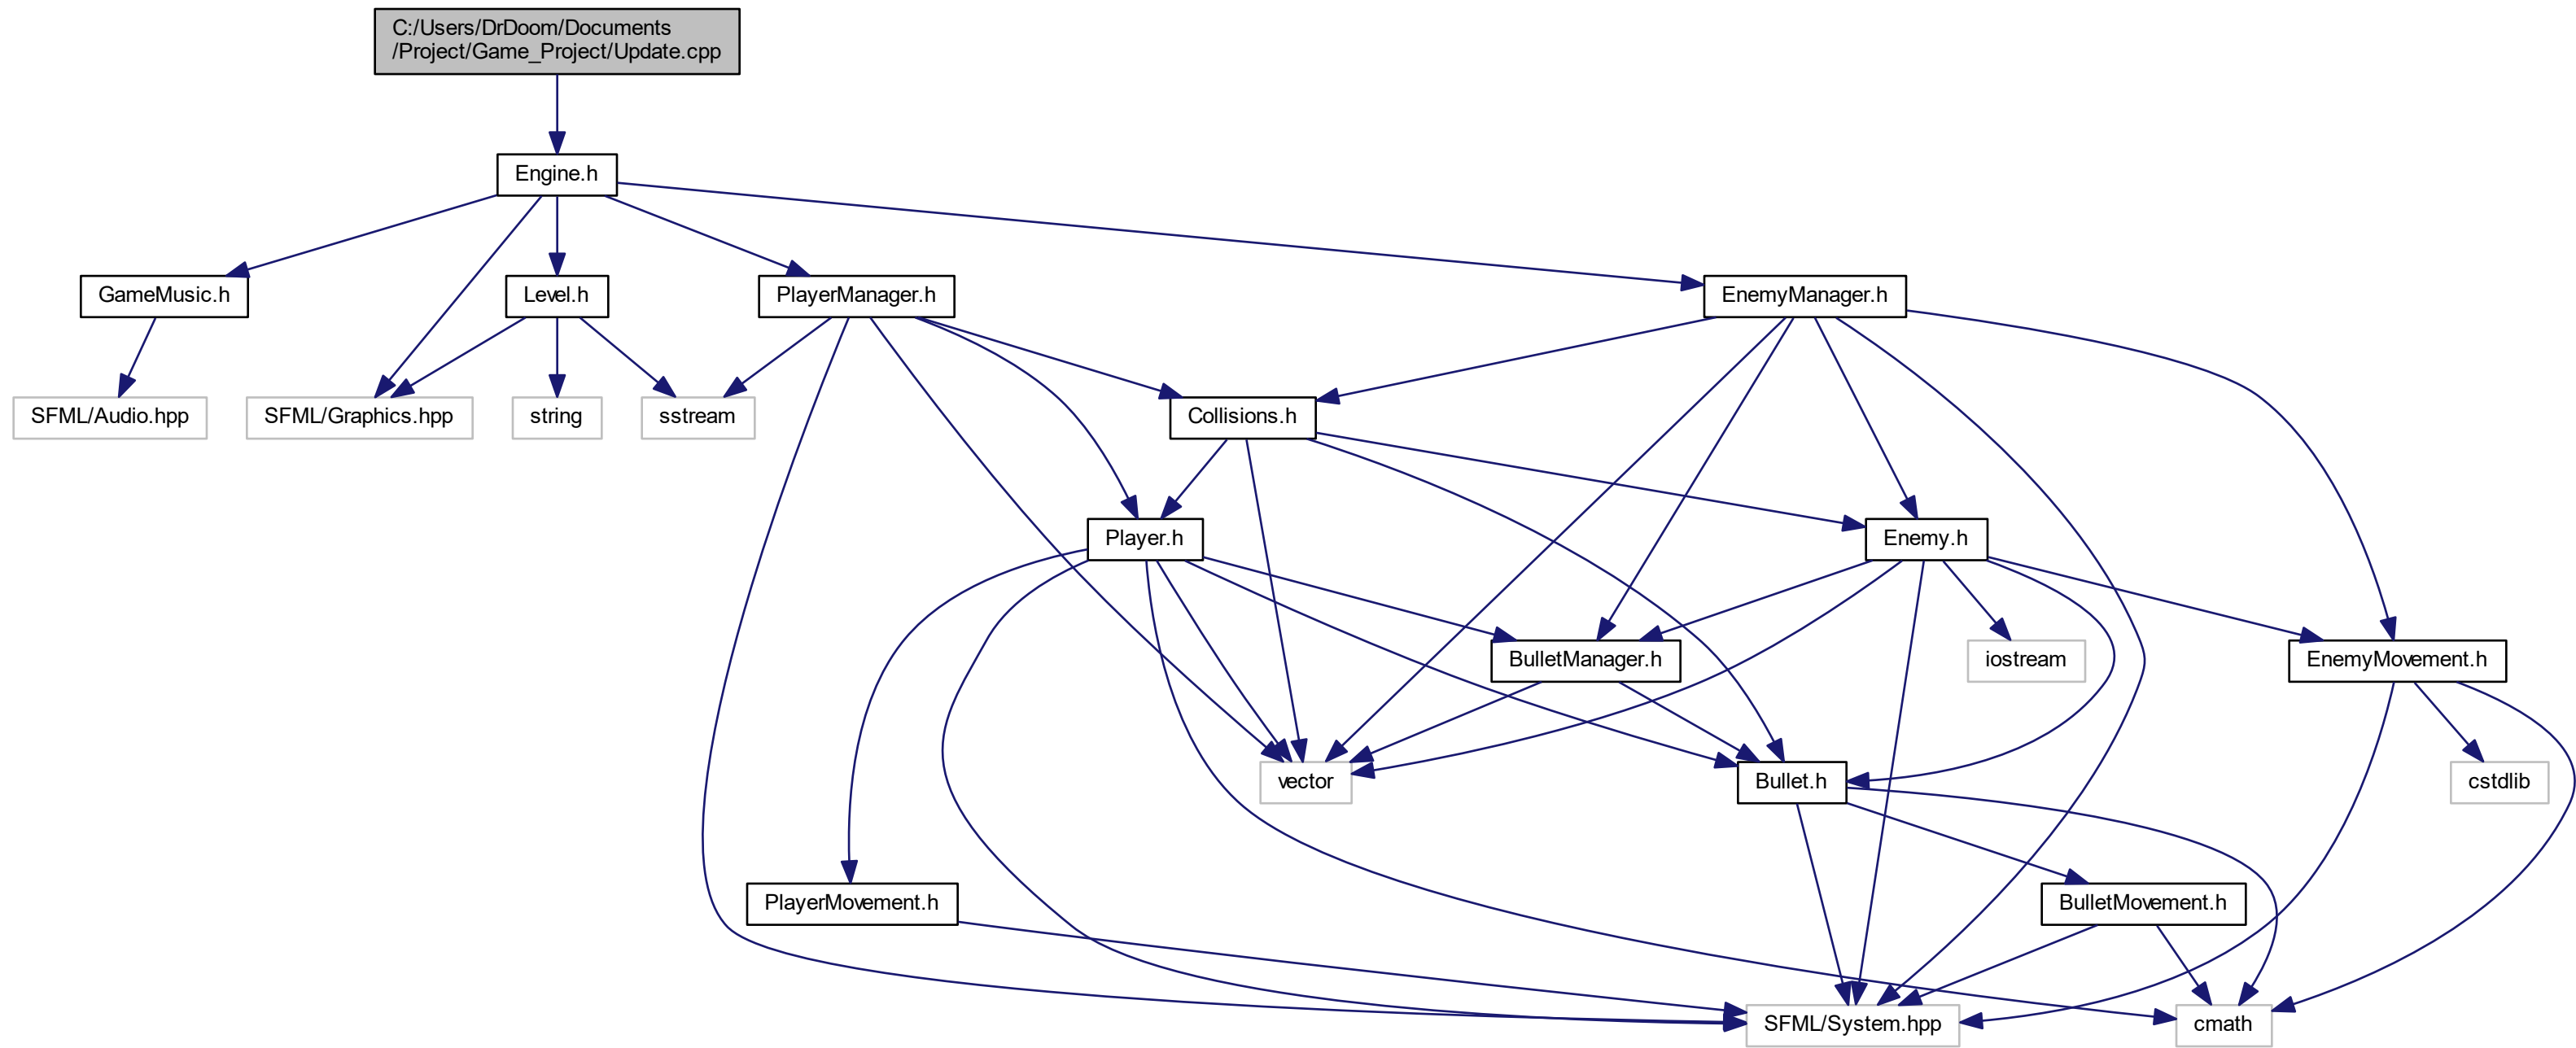 C:/Users/DrDoom/Documents
/Project/Game_Project/Update.cpp
Engine.h
GameMusic.h
Level.h
PlayerManager.h
EnemyManager.h
SFML/Audio.hpp
SFML/Graphics.hpp
string
sstream
Collisions.h
Player.h
Enemy.h
BulletManager.h
iostream
EnemyMovement.h
vector
Bullet.h
cstdlib
PlayerMovement.h
BulletMovement.h
SFML/System.hpp
cmath